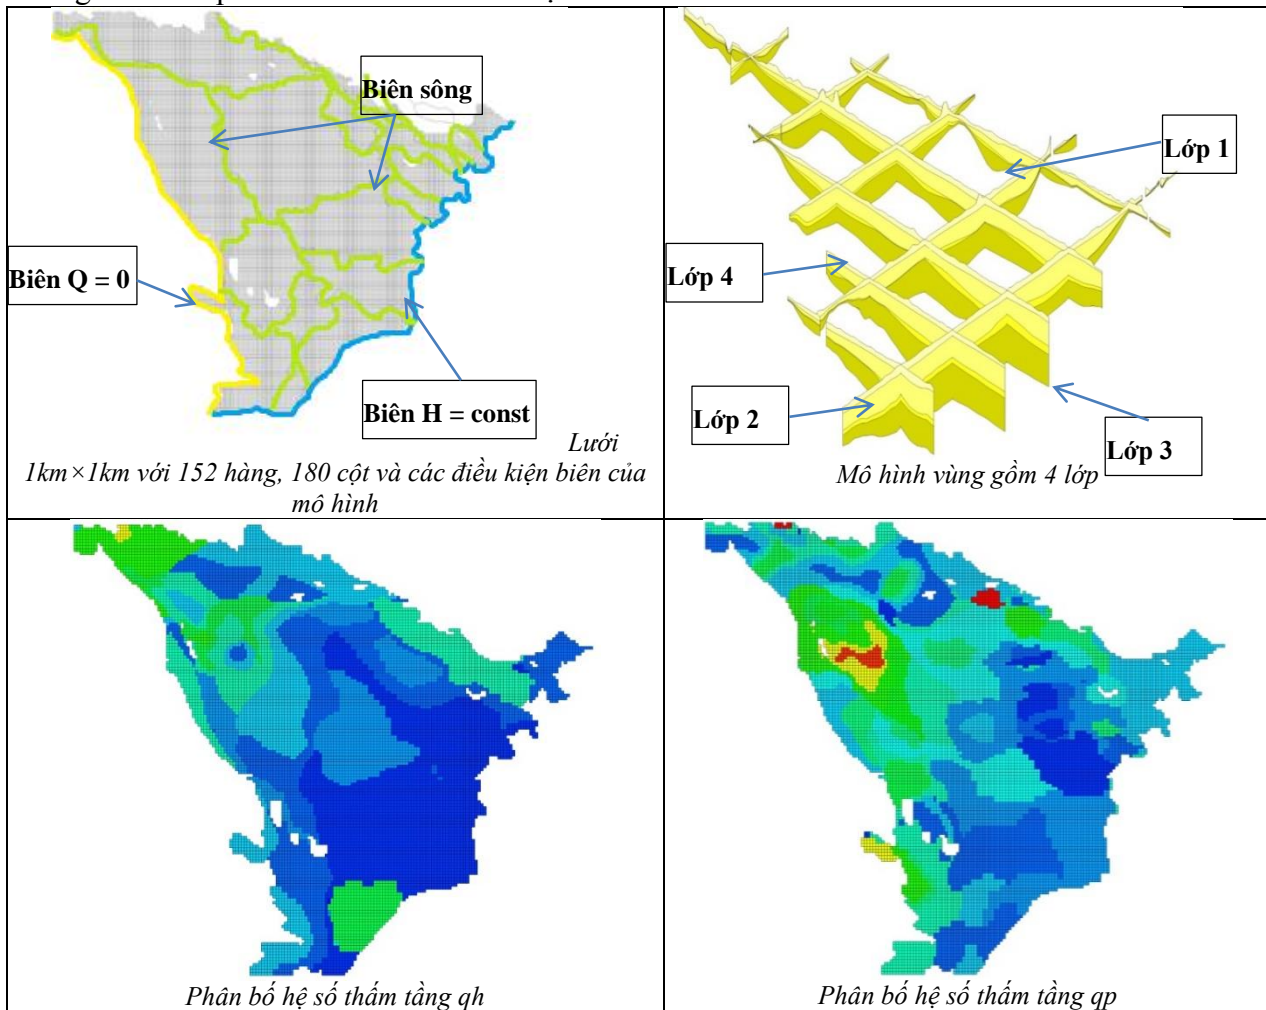 Biên sông
Biên Q = 0
Biên H = const
Lưới
1km×1km với 152 hàng, 180 cột và các điều kiện biên của
mô hình
Lớp 1
Lớp 4
Lớp 2
Lớp 3
Mô hình vùng gồm 4 lớp
Phân bố hệ số thấm tầng qh
Phân bố hệ số thấm tầng qp